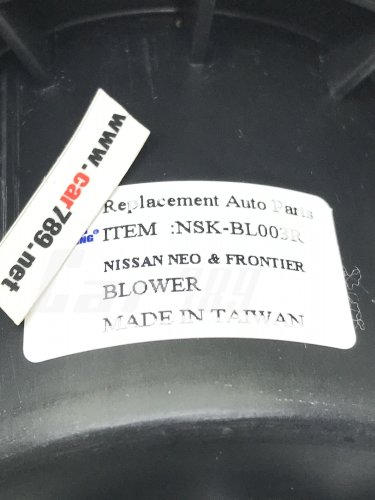 www.car789.net
Replacement Auto Parts
ITEM :NSK-BL003R
NISSAN NEO & FRONTIER
BLOWER
MADE IN TAIWAN